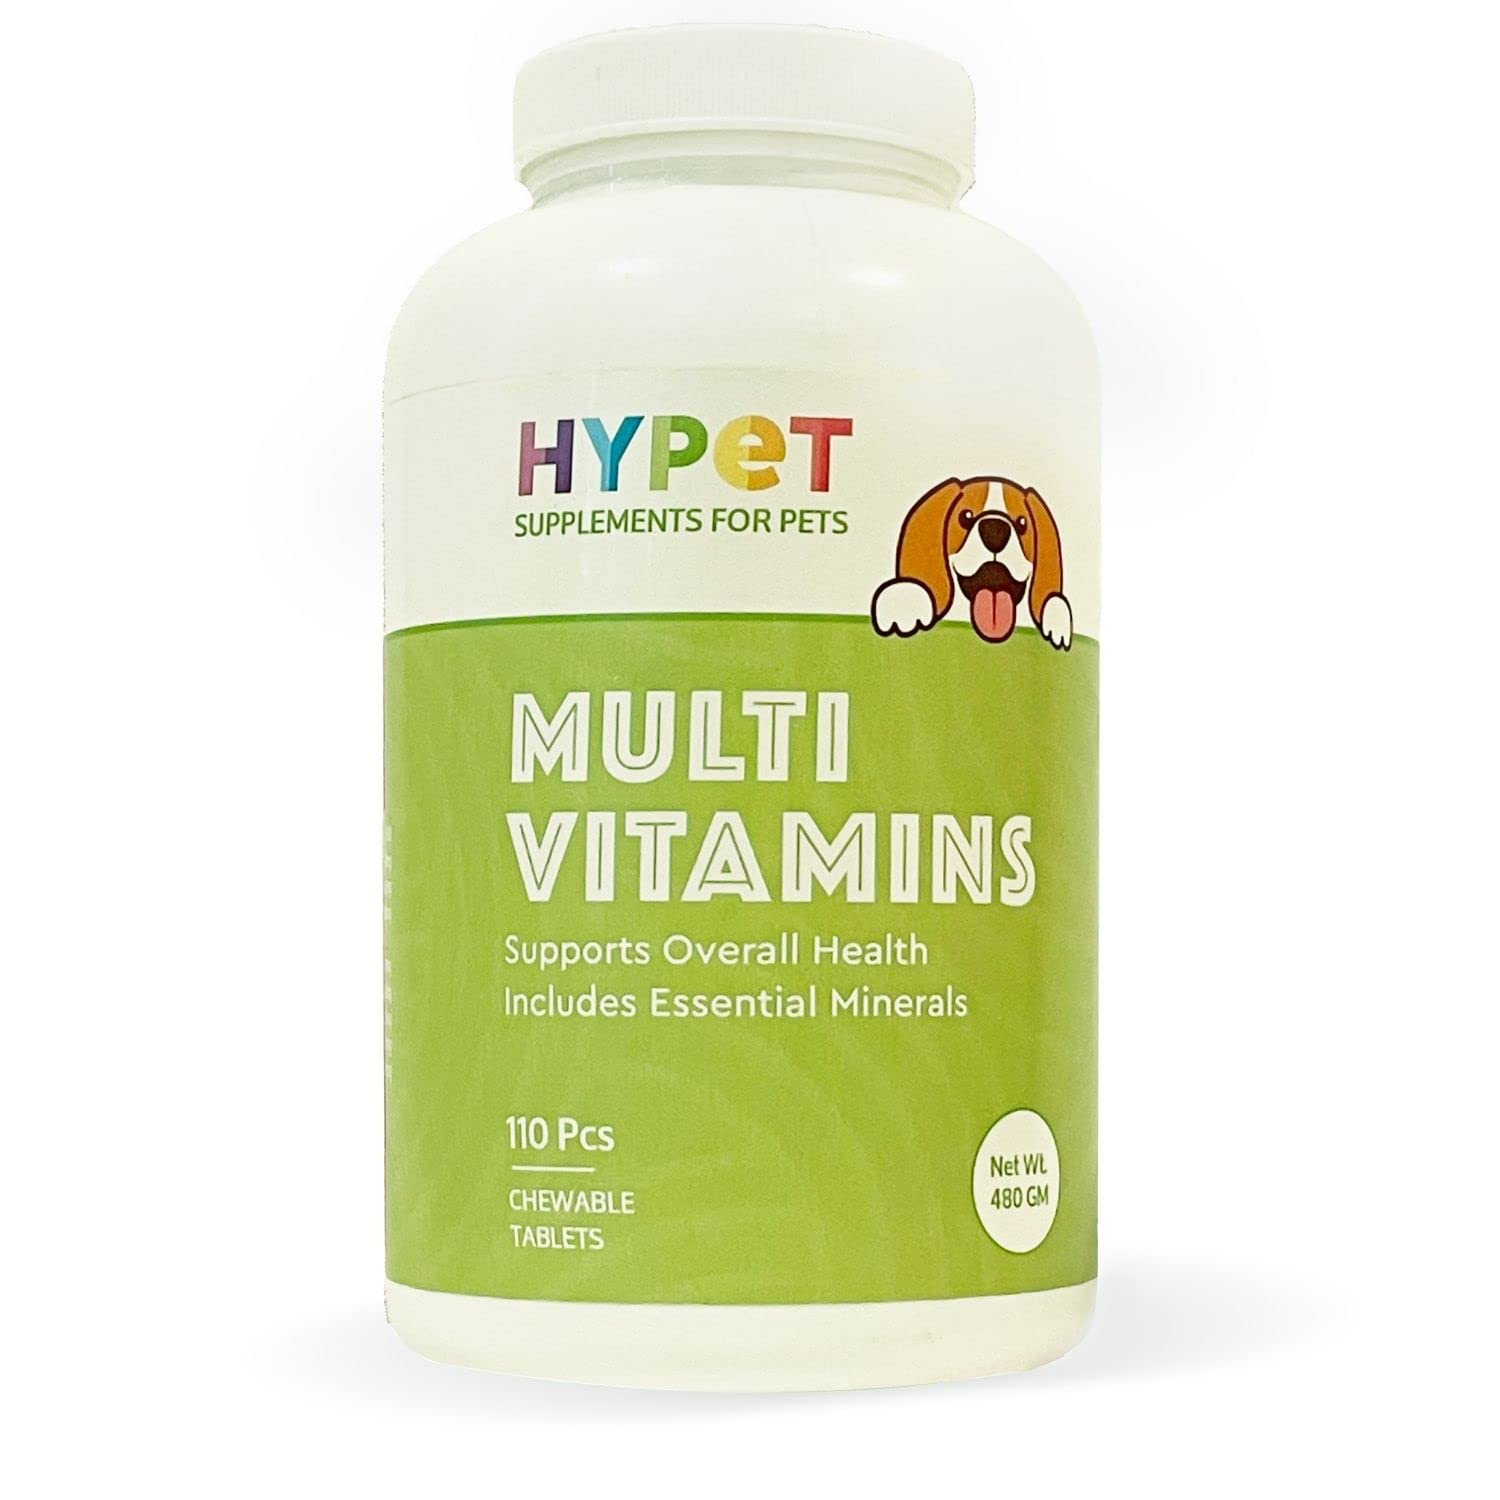 HYPeT
SUPPLEMENTS FOR PETS
MULTI
VITAMINS
Supports Overall Health
Includes Essential Minerals
110 Pcs
CHEWABLE
TABLETS
Net Wt.
480 GM